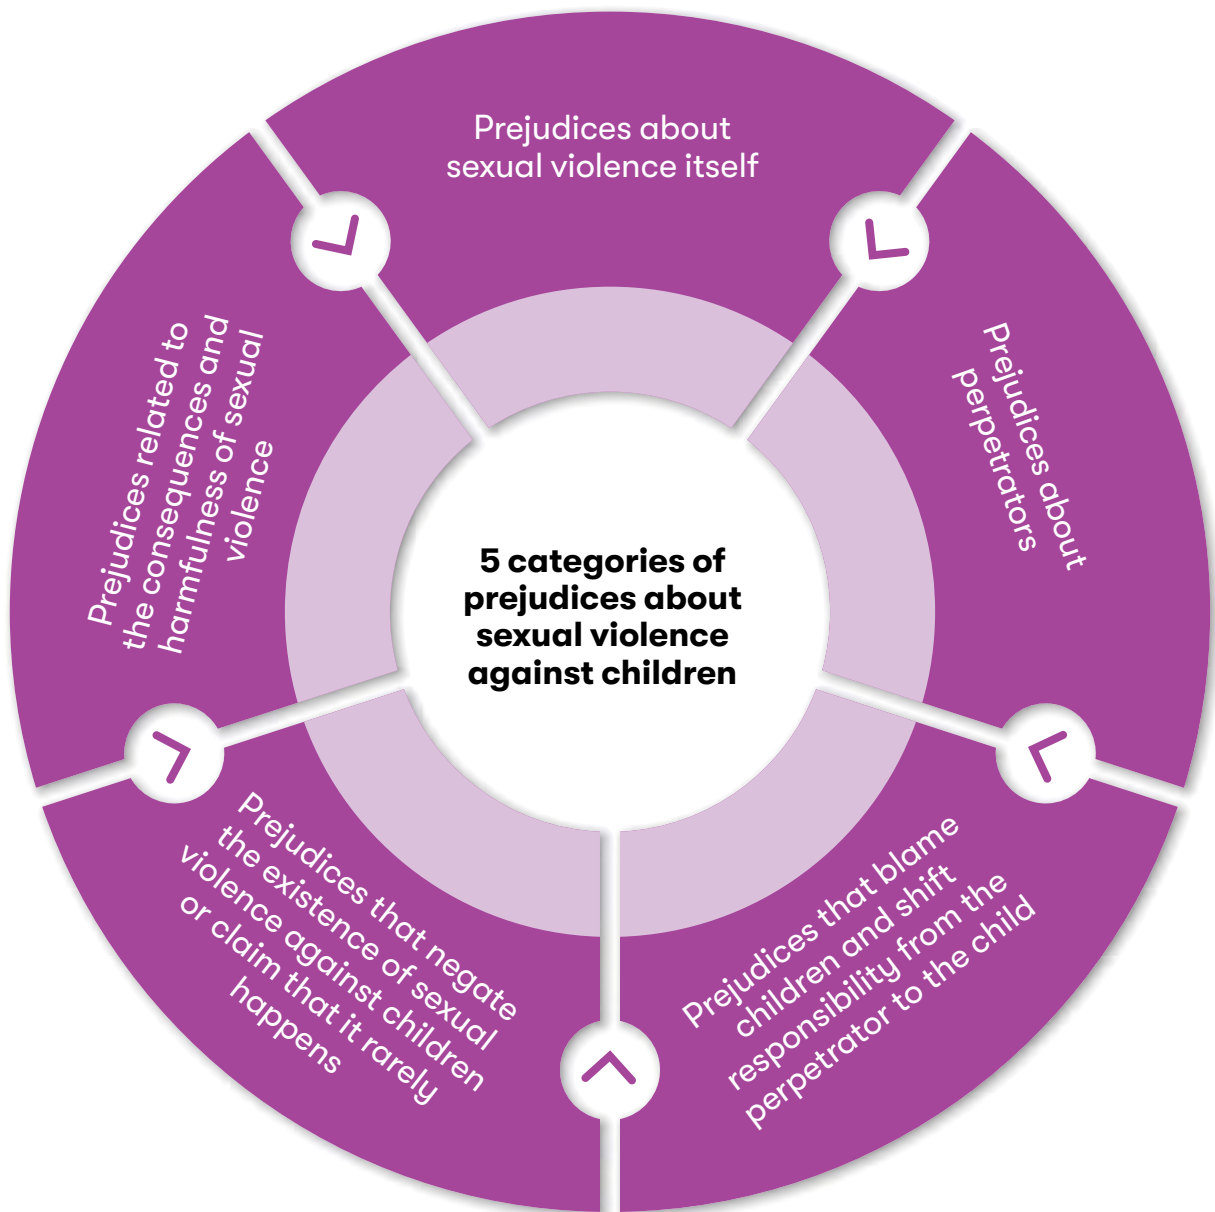 Prejudices about
sexual violence itself
Prejudices about
perpetrators
Prejudices that blame
children and shift
responsibility from the
perpetrator to the child
Prejudices that negate
the existence of sexual
violence against children
or claim that it rarely
happens
Prejudices related to
the consequences and
harmfulness of sexual
violence
5 categories of
prejudices about
sexual violence
against children